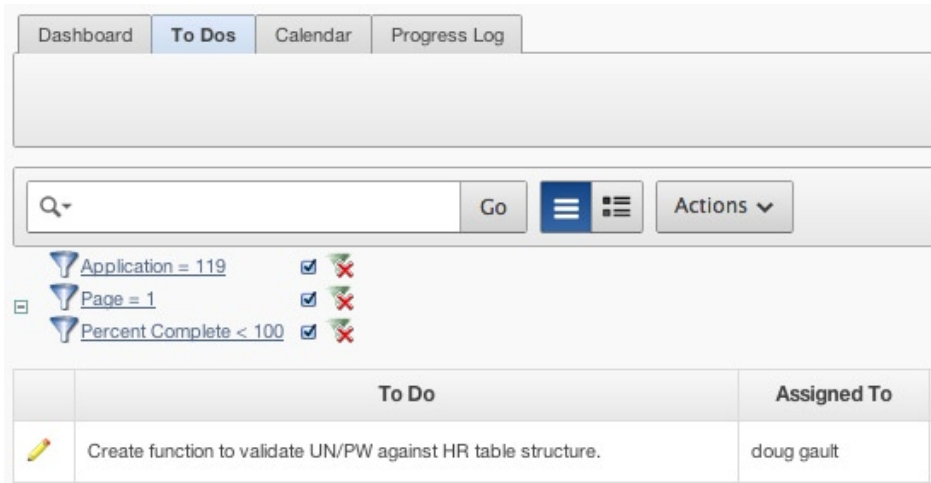 Dashboard To Dos Calendar Progress Log
Go Actions
Application = 119
Page = 1
Percent Complete < 100
To Do Assigned To
Create function to validate UN/PW against HR table structure. doug gault